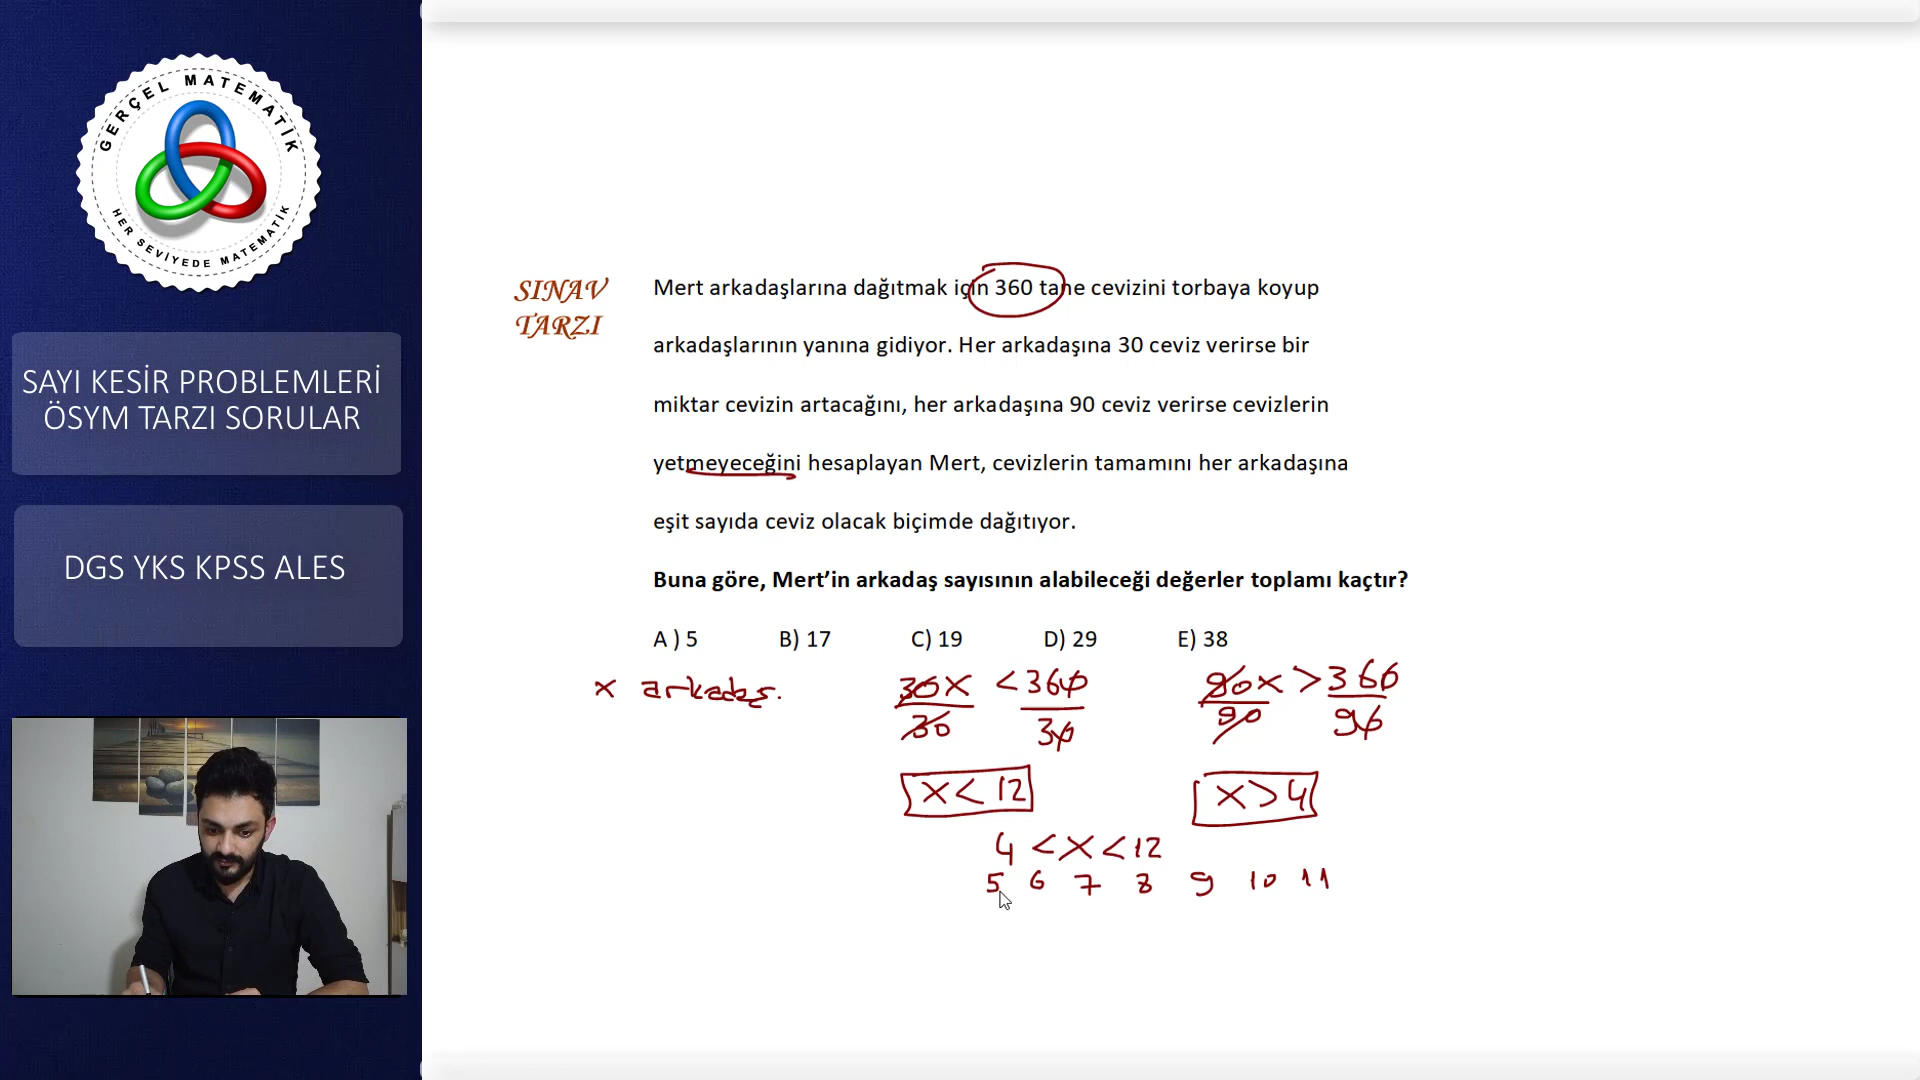 GERÇEL MATEMATİK
HER SEVİYEDE MATEMATİK
SAYI KESİR PROBLEMLERİ
ÖSYM TARZI SORULAR
DGS YKS KPSS ALES
SINAV
TARZI
Mert arkadaşlarına dağıtmak için 360 tane cevizini torbaya koyup
arkadaşlarının yanına gidiyor. Her arkadaşına 30 ceviz verirse bir
miktar cevizin artacağını, her arkadaşına 90 ceviz verirse cevizlerin
yetmeyeceğini hesaplayan Mert, cevizlerin tamamını her arkadaşına
eşit sayıda ceviz olacak biçimde dağıtıyor.
Buna göre, Mert’in arkadaş sayısının alabileceği değerler toplamı kaçtır?
A ) 5 B) 17 C) 19 D) 29 E) 38
x arkadaş. 30x < 360 90x > 360
30 30 90 90
x < 12 x > 4
4 < x < 12
5 6 7 8 9 10 11